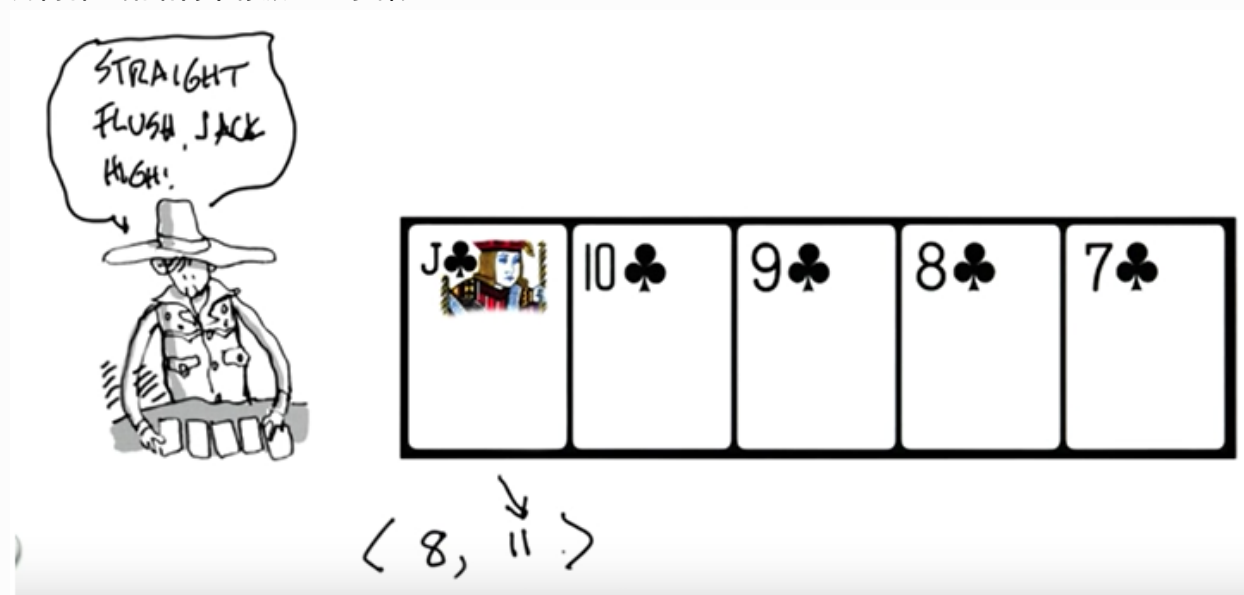 STRAIGHT
FLUSH, JACK
HIGH!
J♣ 10♣ 9♣ 8♣ 7♣
< 8, 11 >